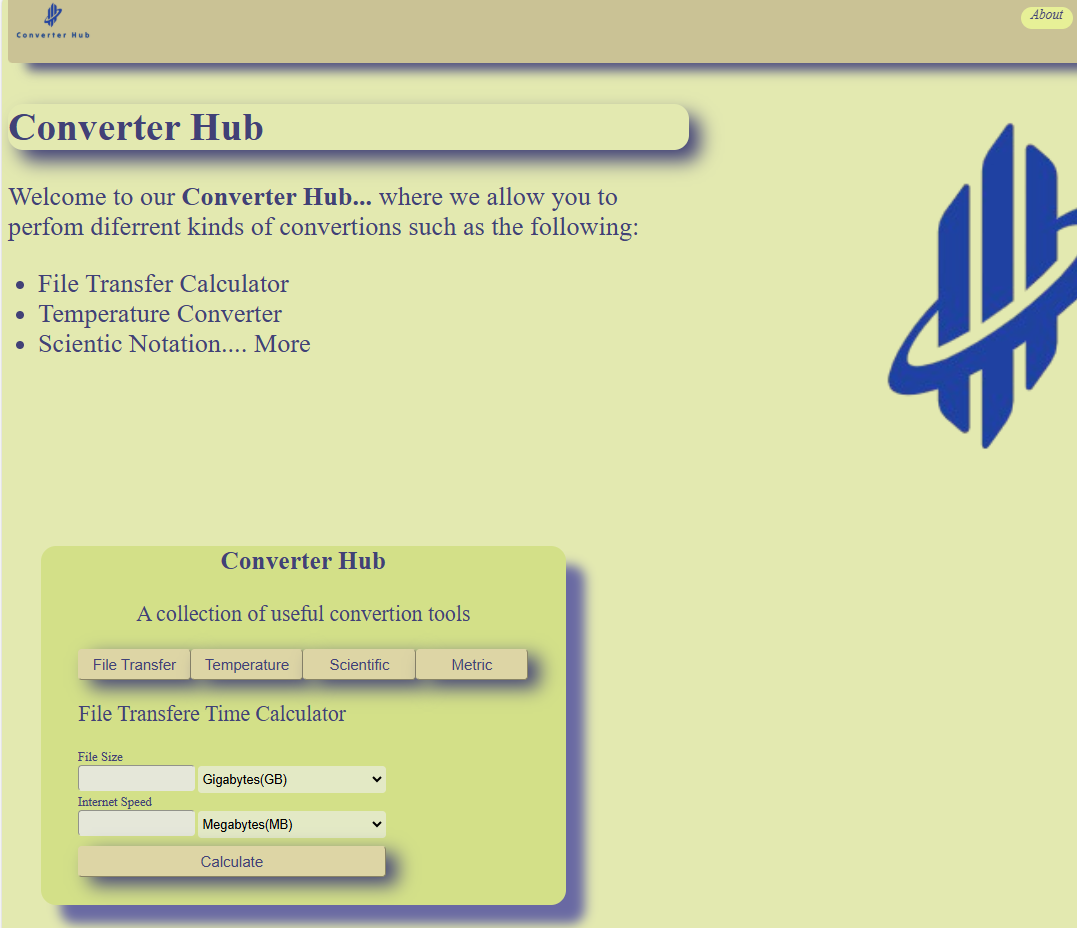 Converter Hub
About
Converter Hub
Welcome to our Converter Hub... where we allow you to
perfom diferrent kinds of convertions such as the following:
File Transfer Calculator
Temperature Converter
Scientic Notation.... More
Converter Hub
A collection of useful convertion tools
File Transfer Temperature Scientific Metric
File Transfere Time Calculator
File Size
Gigabytes(GB)
Internet Speed
Megabytes(MB)
Calculate